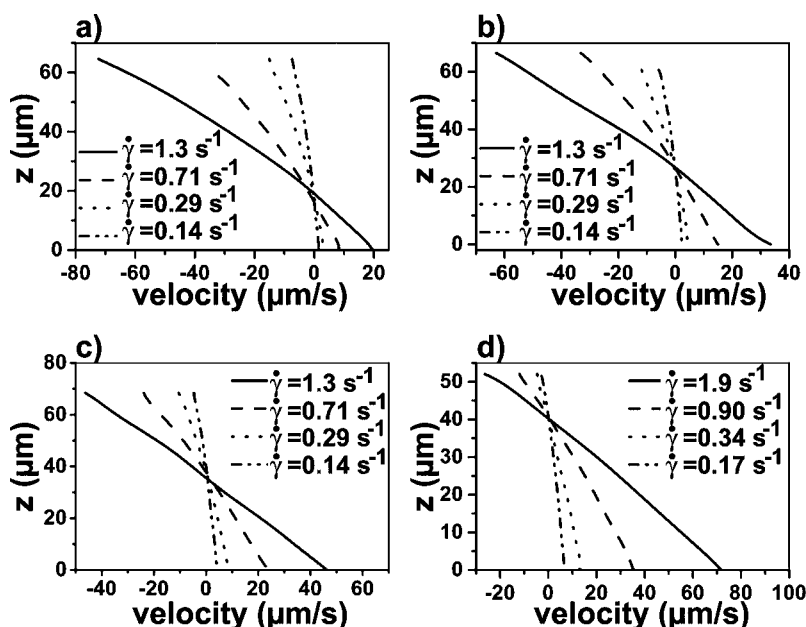 a)
z (µm)
60
40
20
0
γ̇ =1.3 s⁻¹
γ̇ =0.71 s⁻¹
γ̇ =0.29 s⁻¹
γ̇ =0.14 s⁻¹
-80 -60 -40 -20 0 20
velocity (µm/s)
b)
z (µm)
60
40
20
0
γ̇ =1.3 s⁻¹
γ̇ =0.71 s⁻¹
γ̇ =0.29 s⁻¹
γ̇ =0.14 s⁻¹
-60 -40 -20 0 20 40
velocity (µm/s)
c)
z (µm)
80
60
40
20
0
γ̇ =1.3 s⁻¹
γ̇ =0.71 s⁻¹
γ̇ =0.29 s⁻¹
γ̇ =0.14 s⁻¹
-40 -20 0 20 40 60
velocity (µm/s)
d)
z (µm)
50
40
30
20
10
0
γ̇ =1.9 s⁻¹
γ̇ =0.90 s⁻¹
γ̇ =0.34 s⁻¹
γ̇ =0.17 s⁻¹
-20 0 20 40 60 80 100
velocity (µm/s)